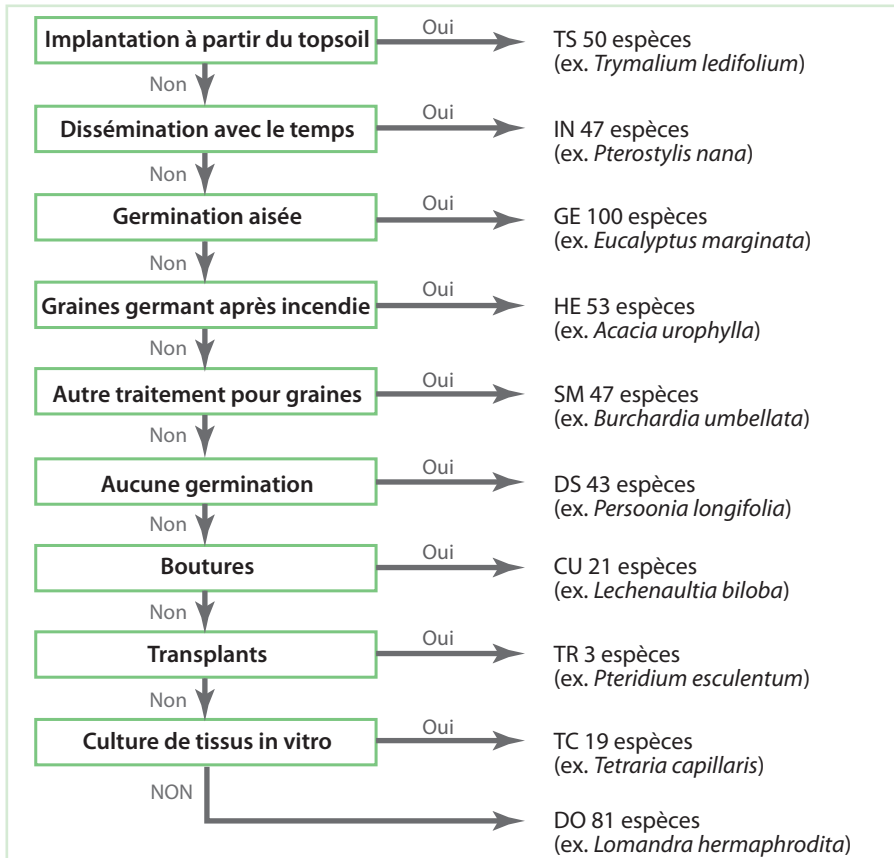 Implantation à partir du topsoil
Oui
TS 50 espèces
(ex. Trymalium ledifolium)
Non
Dissémination avec le temps
Oui
IN 47 espèces
(ex. Pterostylis nana)
Non
Germination aisée
Oui
GE 100 espèces
(ex. Eucalyptus marginata)
Non
Graines germant après incendie
Oui
HE 53 espèces
(ex. Acacia urophylla)
Non
Autre traitement pour graines
Oui
SM 47 espèces
(ex. Burchardia umbellata)
Non
Aucune germination
Oui
DS 43 espèces
(ex. Persoonia longifolia)
Non
Boutures
Oui
CU 21 espèces
(ex. Lechenaultia biloba)
Non
Transplants
Oui
TR 3 espèces
(ex. Pteridium esculentum)
Non
Culture de tissus in vitro
Oui
TC 19 espèces
(ex. Tetraria capillaris)
NON
DO 81 espèces
(ex. Lomandra hermaphrodita)